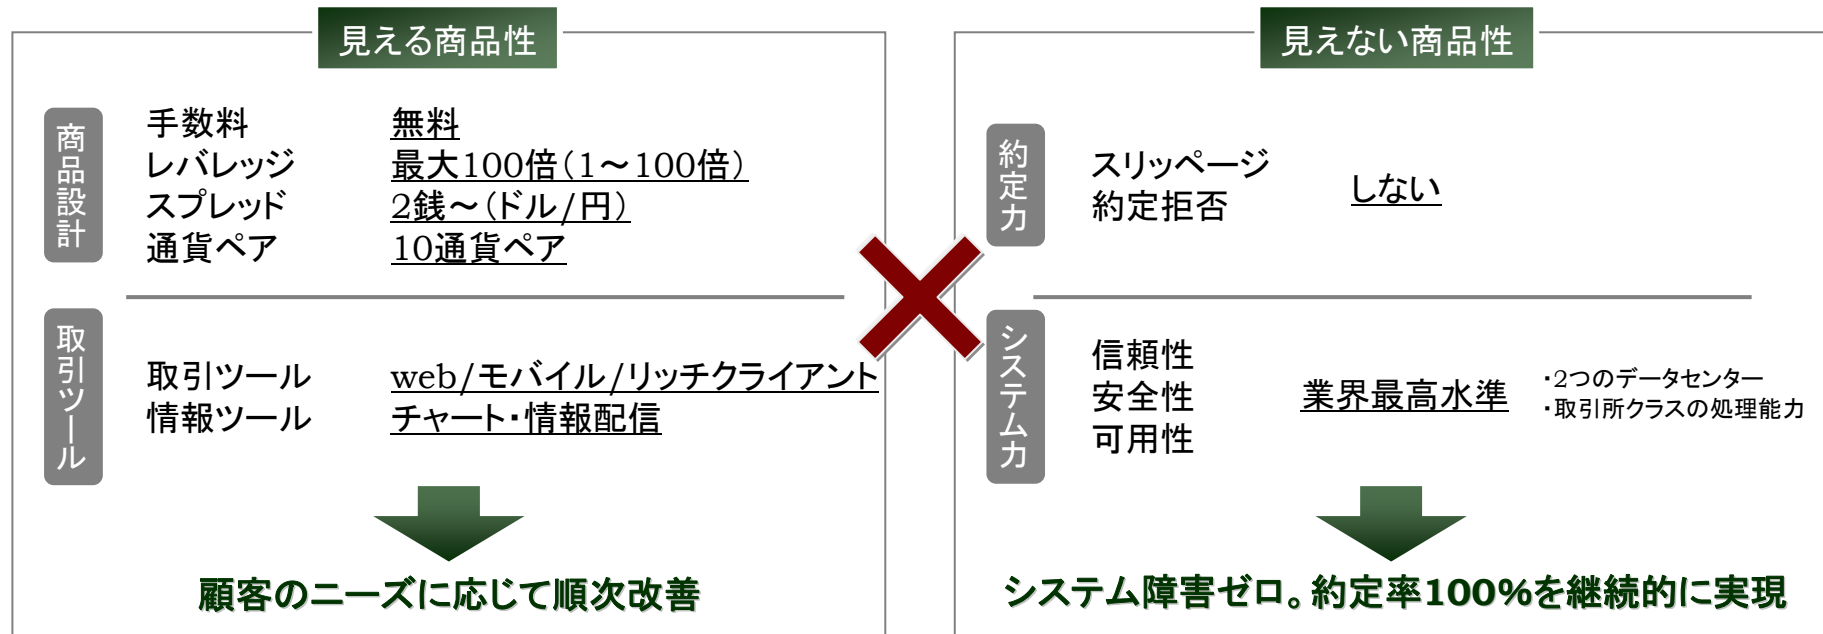 見える商品性
商品設計
手数料 無料
レバレッジ 最大100倍(1～100倍)
スプレッド 2銭～(ドル/円)
通貨ペア 10通貨ペア
取引ツール
取引ツール web/モバイル/リッチクライアント
情報ツール チャート・情報配信
顧客のニーズに応じて順次改善
見えない商品性
約定力
スリッページ
約定拒否
しない
システム力
信頼性
安全性
可用性
業界最高水準
・2つのデータセンター
・取引所クラスの処理能力
システム障害ゼロ。約定率100%を継続的に実現